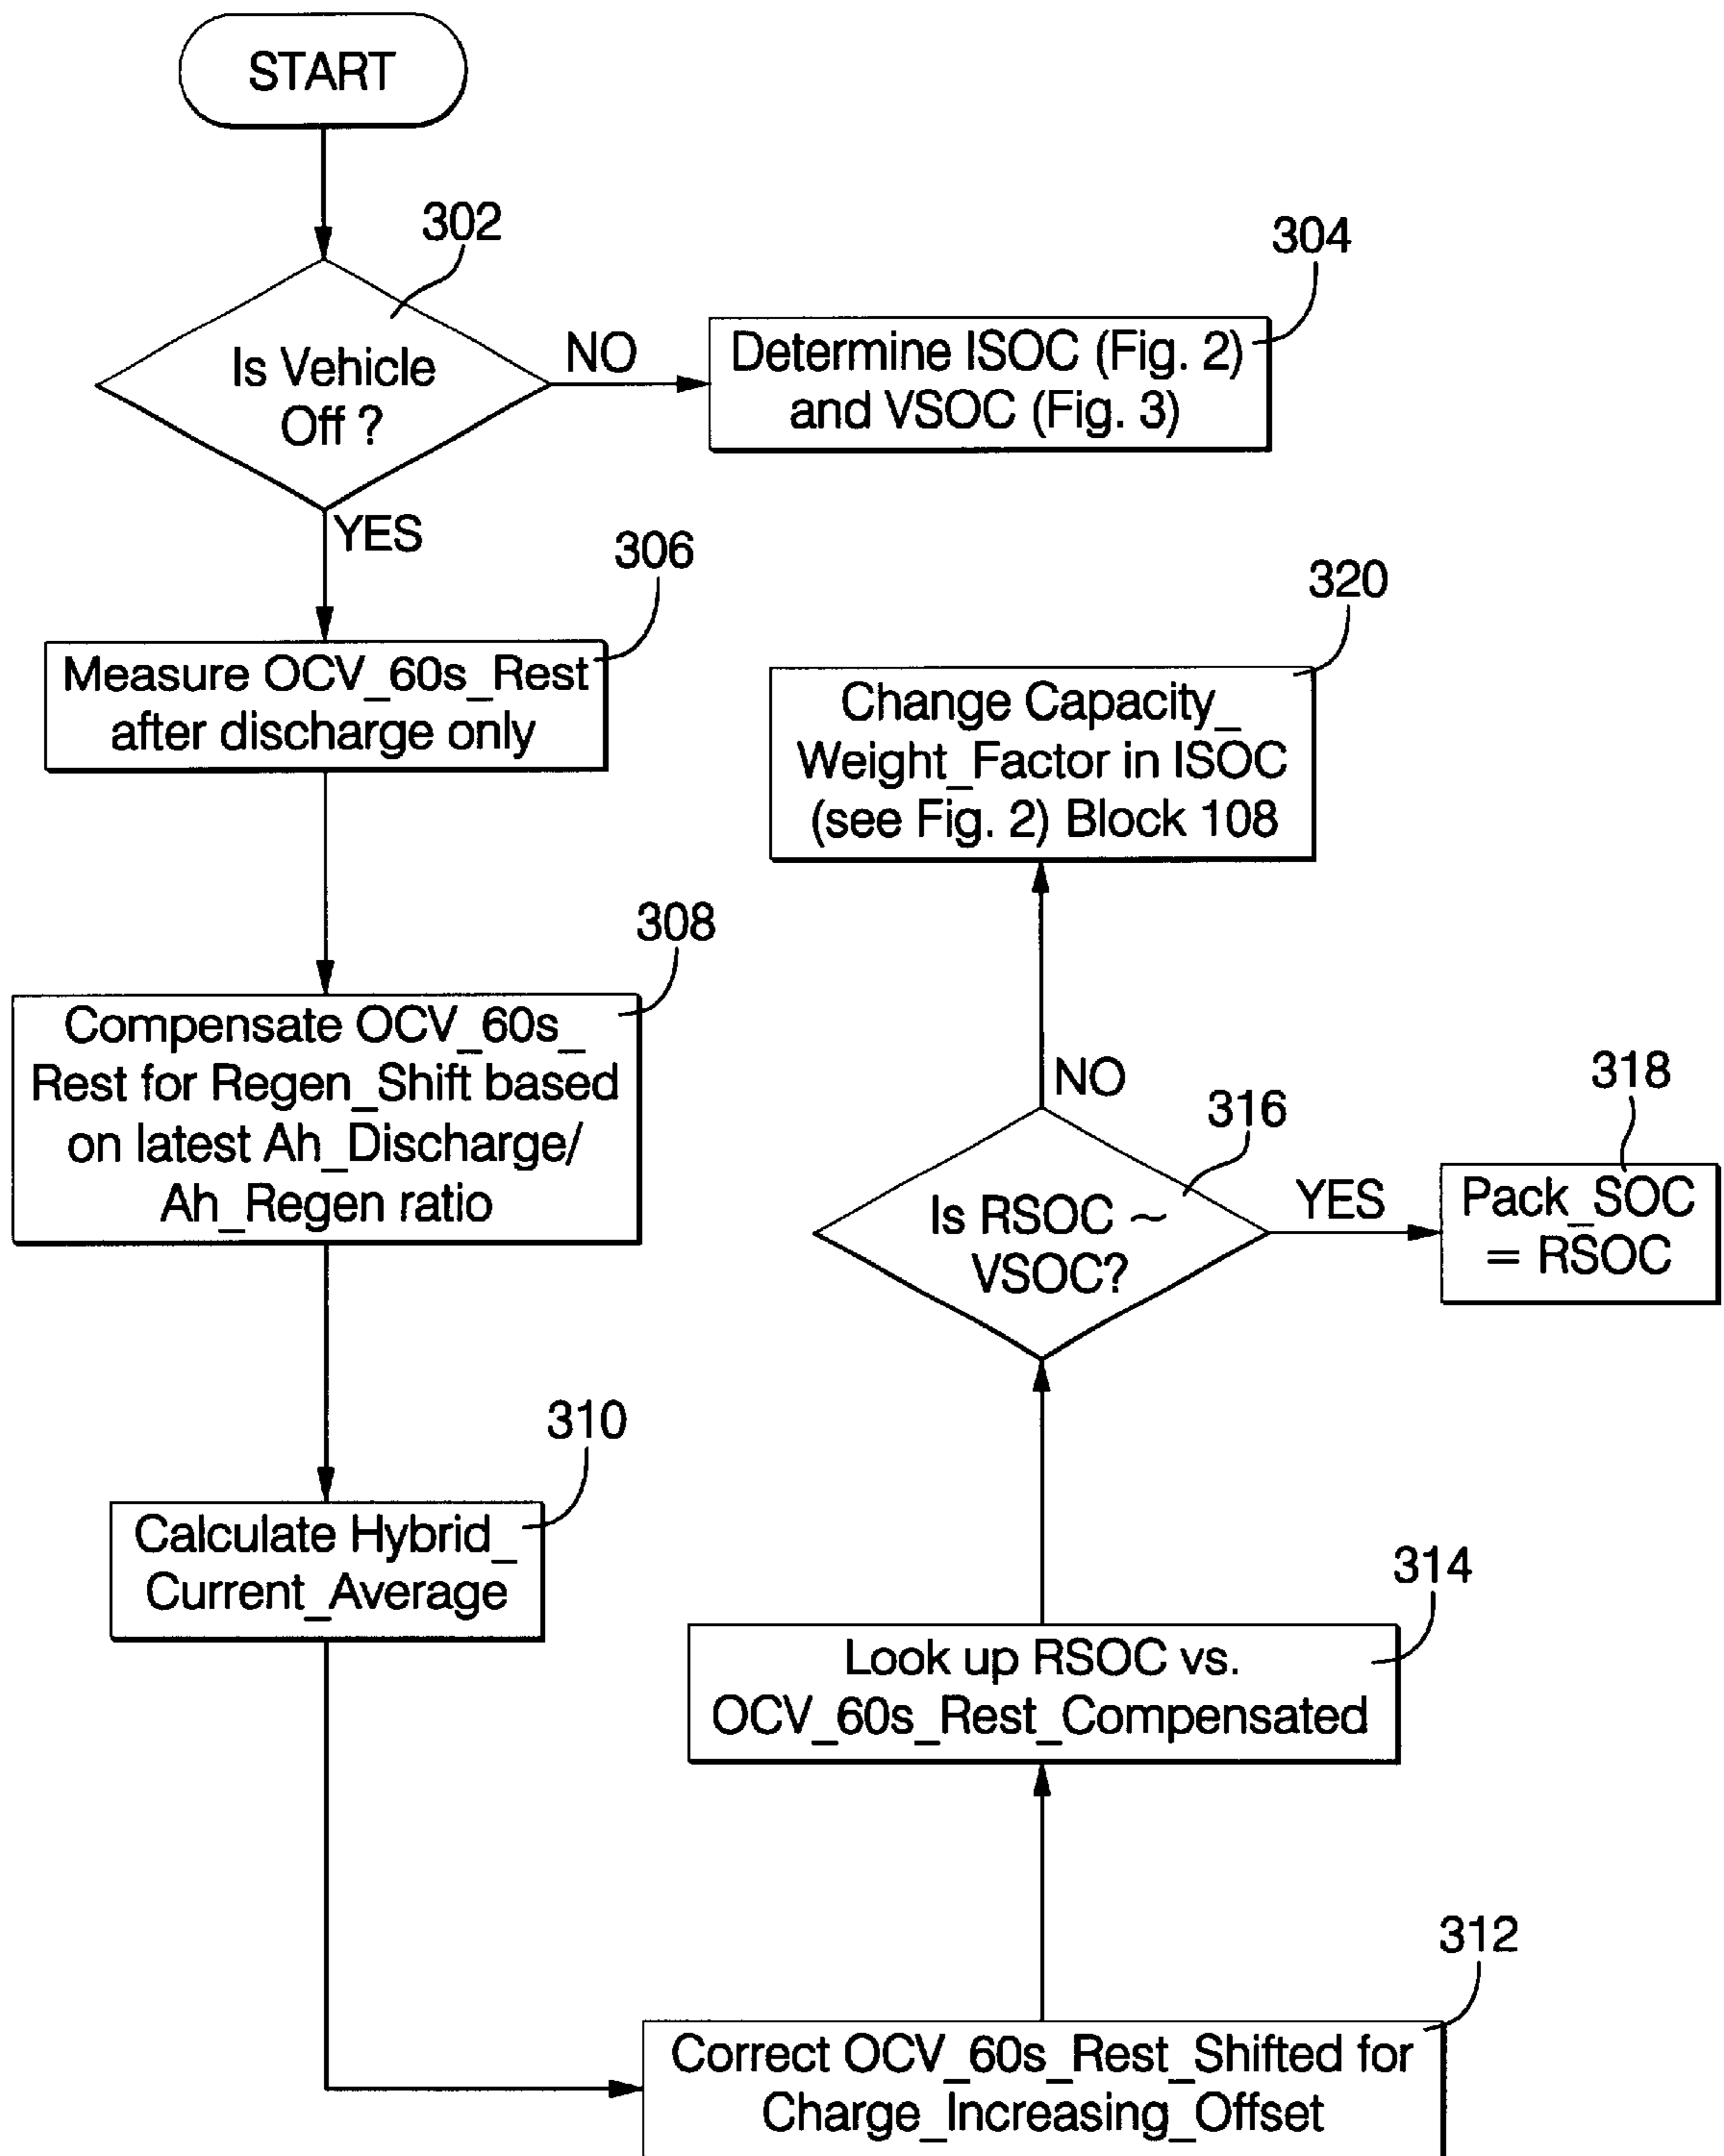 START
302
Is Vehicle
Off ?
NO
304
Determine ISOC (Fig. 2)
and VSOC (Fig. 3)
YES
306
Measure OCV_60s_Rest
after discharge only
308
Compensate OCV_60s_
Rest for Regen_Shift based
on latest Ah_Discharge/
Ah_Regen ratio
310
Calculate Hybrid_
Current_Average
312
Correct OCV_60s_Rest_Shifted for
Charge_Increasing_Offset
314
Look up RSOC vs.
OCV_60s_Rest_Compensated
316
Is RSOC ~
VSOC?
YES
318
Pack_SOC
= RSOC
NO
320
Change Capacity_
Weight_Factor in ISOC
(see Fig. 2) Block 108